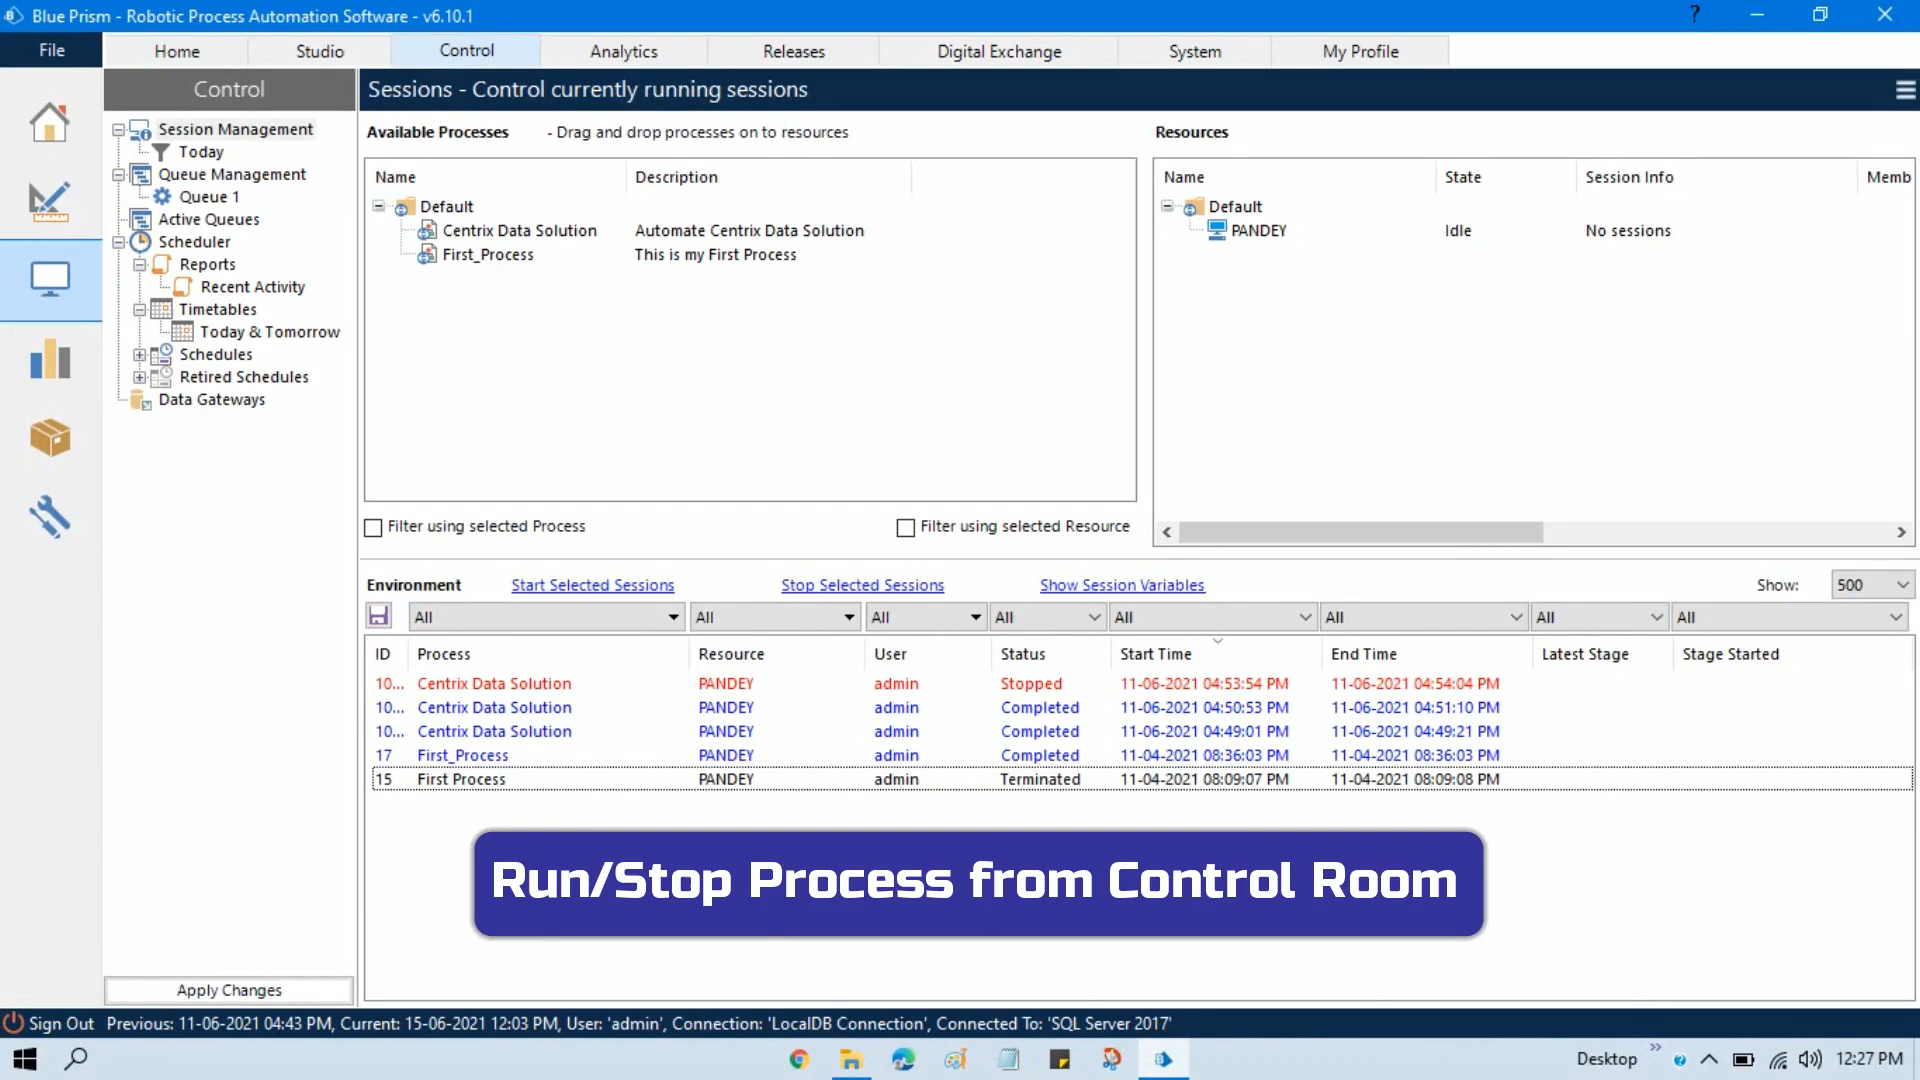 Blue Prism - Robotic Process Automation Software - v6.10.1
?
File Home Studio Control Analytics Releases Digital Exchange System My Profile
Control
Sessions - Control currently running sessions
Session Management
Today
Queue Management
Queue 1
Active Queues
Scheduler
Reports
Recent Activity
Timetables
Today & Tomorrow
Schedules
Retired Schedules
Data Gateways
Apply Changes
Available Processes - Drag and drop processes on to resources
Name Description
Default
Centrix Data Solution Automate Centrix Data Solution
First_Process This is my First Process
Filter using selected Process Filter using selected Resource
Resources
Name State Session Info Memb
Default
PANDEY Idle No sessions
Environment Start Selected Sessions Stop Selected Sessions Show Session Variables Show: 500
All All All All All All All All
ID Process Resource User Status Start Time End Time Latest Stage Stage Started
10... Centrix Data Solution PANDEY admin Stopped 11-06-2021 04:53:54 PM 11-06-2021 04:54:04 PM
10... Centrix Data Solution PANDEY admin Completed 11-06-2021 04:50:53 PM 11-06-2021 04:51:10 PM
10... Centrix Data Solution PANDEY admin Completed 11-06-2021 04:49:01 PM 11-06-2021 04:49:21 PM
17 First_Process PANDEY admin Completed 11-04-2021 08:36:03 PM 11-04-2021 08:36:03 PM
15 First Process PANDEY admin Terminated 11-04-2021 08:09:07 PM 11-04-2021 08:09:08 PM
Run/Stop Process from Control Room
Sign Out Previous: 11-06-2021 04:43 PM, Current: 15-06-2021 12:03 PM, User: 'admin', Connection: 'LocalDB Connection', Connected To: 'SQL Server 2017'
Desktop 12:27 PM